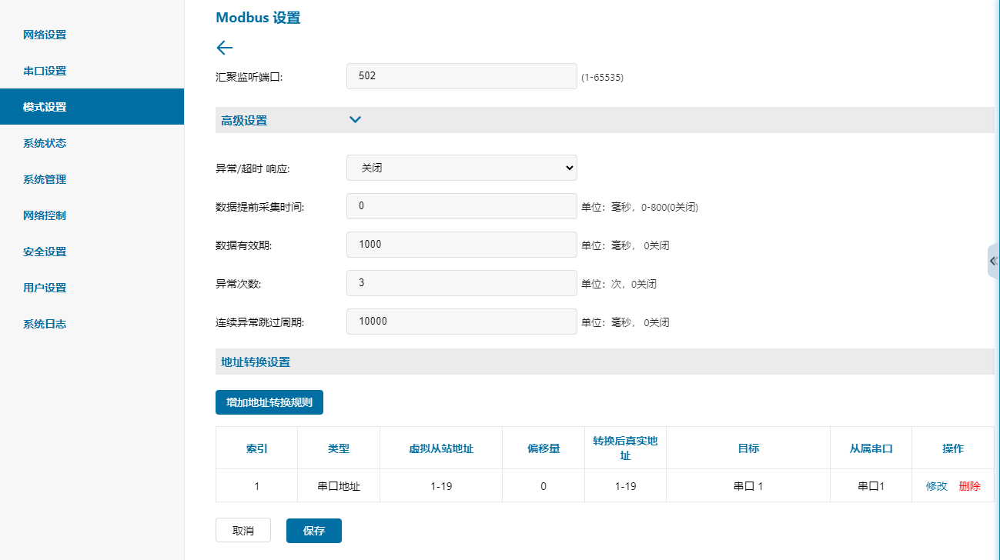 Modbus 设置
网络设置
串口设置
模式设置
系统状态
系统管理
网络控制
安全设置
用户设置
系统日志
汇聚监听端口: 502 (1-65535)
高级设置
异常/超时 响应: 关闭
数据提前采集时间: 0 单位：毫秒，0-800(0关闭)
数据有效期: 1000 单位：毫秒， 0关闭
异常次数: 3 单位：次，0关闭
连续异常跳过周期: 10000 单位：毫秒， 0关闭
地址转换设置
增加地址转换规则
索引 类型 虚拟从站地址 偏移量 转换后真实地
址 目标 从属串口 操作
1 串口地址 1-19 0 1-19 串口 1 串口1 修改 删除
取消 保存